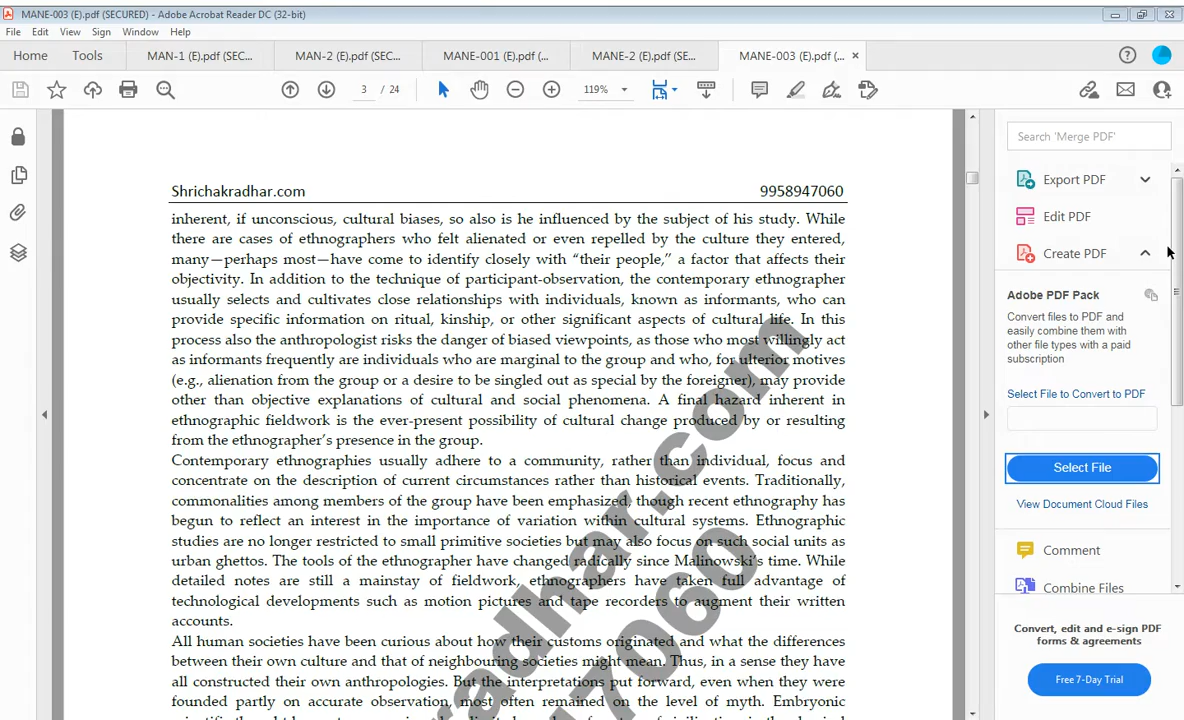 MANE-003 (E).pdf (SECURED) - Adobe Acrobat Reader DC (32-bit)
File Edit View Sign Window Help
Home Tools MAN-1 (E).pdf (SEC... MAN-2 (E).pdf (SEC... MANE-001 (E).pdf (... MANE-2 (E).pdf (SE... MANE-003 (E).pdf (... ×
3 / 24 119%
Shrichakradhar.com 9958947060
inherent, if unconscious, cultural biases, so also is he influenced by the subject of his study. While
there are cases of ethnographers who felt alienated or even repelled by the culture they entered,
many—perhaps most—have come to identify closely with “their people,” a factor that affects their
objectivity. In addition to the technique of participant-observation, the contemporary ethnographer
usually selects and cultivates close relationships with individuals, known as informants, who can
provide specific information on ritual, kinship, or other significant aspects of cultural life. In this
process also the anthropologist risks the danger of biased viewpoints, as those who most willingly act
as informants frequently are individuals who are marginal to the group and who, for ulterior motives
(e.g., alienation from the group or a desire to be singled out as special by the foreigner), may provide
other than objective explanations of cultural and social phenomena. A final hazard inherent in
ethnographic fieldwork is the ever-present possibility of cultural change produced by or resulting
from the ethnographer’s presence in the group.
Contemporary ethnographies usually adhere to a community, rather than individual, focus and
concentrate on the description of current circumstances rather than historical events. Traditionally,
commonalities among members of the group have been emphasized, though recent ethnography has
begun to reflect an interest in the importance of variation within cultural systems. Ethnographic
studies are no longer restricted to small primitive societies but may also focus on such social units as
urban ghettos. The tools of the ethnographer have changed radically since Malinowski’s time. While
detailed notes are still a mainstay of fieldwork, ethnographers have taken full advantage of
technological developments such as motion pictures and tape recorders to augment their written
accounts.
All human societies have been curious about how their customs originated and what the differences
between their own culture and that of neighbouring societies might mean. Thus, in a sense they have
all constructed their own anthropologies. But the interpretations put forward, even when they were
founded partly on accurate observation, most often remained on the level of myth. Embryonic
adhar.com
47060
Search 'Merge PDF'
Export PDF
Edit PDF
Create PDF
Adobe PDF Pack
Convert files to PDF and
easily combine them with
other file types with a paid
subscription
Select File to Convert to PDF
Select File
View Document Cloud Files
Comment
Combine Files
Convert, edit and e-sign PDF
forms & agreements
Free 7-Day Trial